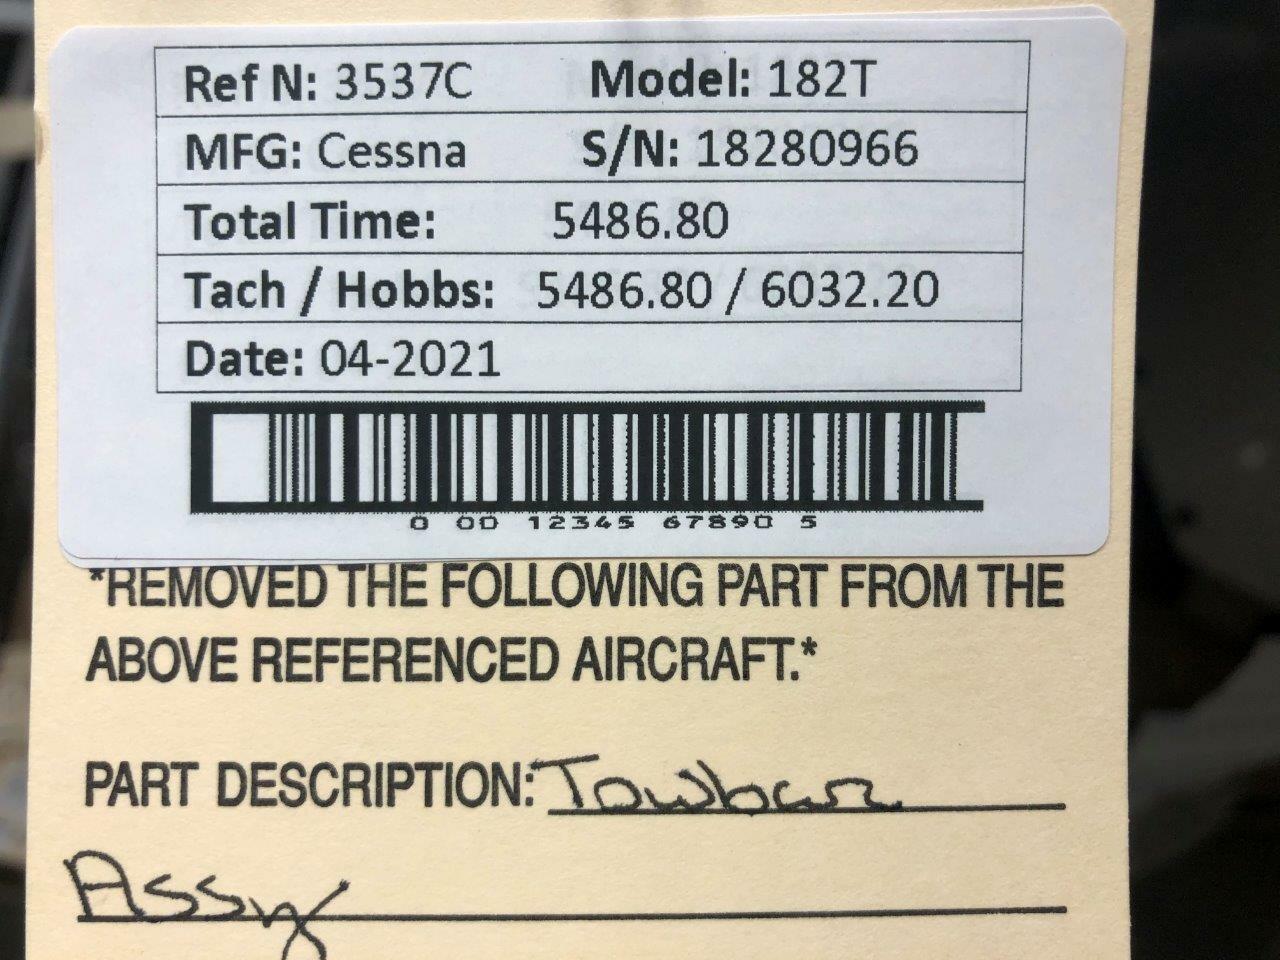 Ref N: 3537C Model: 182T
MFG: Cessna S/N: 18280966
Total Time: 5486.80
Tach / Hobbs: 5486.80 / 6032.20
Date: 04-2021
0 00 12345 67890 5
*REMOVED THE FOLLOWING PART FROM THE
ABOVE REFERENCED AIRCRAFT.*
PART DESCRIPTION: Towbar
Assy